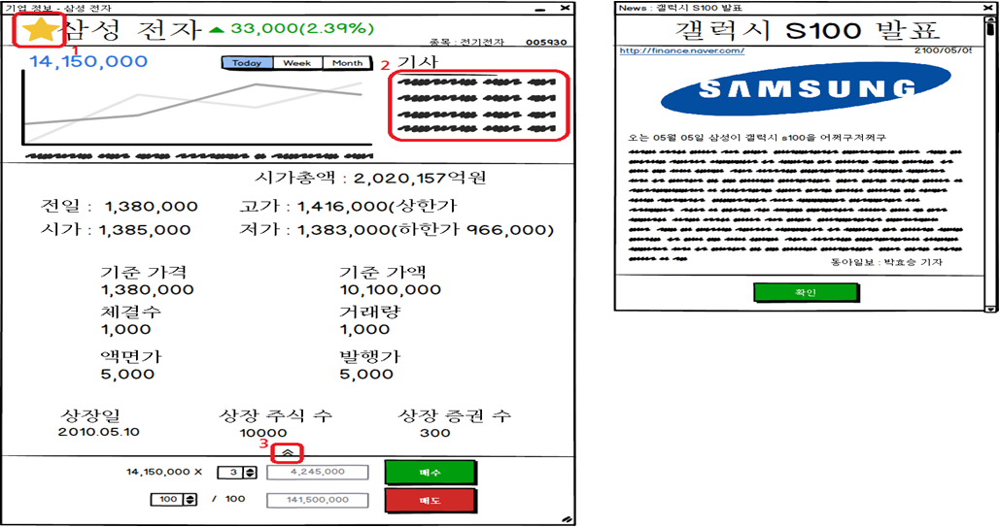 기업 정보 - 삼성 전자
삼성 전자 ▲ 33,000(2.39%)
1
종목 : 전기전자 005930
14,150,000
Today Week Month
2 기사
시가총액 : 2,020,157억원
전일 : 1,380,000 고가 : 1,416,000(상한가
시가 : 1,385,000 저가 : 1,383,000(하한가 966,000)
기준 가격 기준 가액
1,380,000 10,100,000
체결수 거래량
1,000 1,000
액면가 발행가
5,000 5,000
상장일 상장 주식 수 상장 증권 수
2010.05.10 10000 300
3
14,150,000 X 3 4,245,000 매수
100 / 100 141,500,000 매도
News : 갤럭시 S100 발표
갤럭시 S100 발표
http://finance.naver.com/ 2100/05/05
SAMSUNG
오는 05월 05일 삼성이 갤럭시 s100을 어쩌구저쩌구
동아일보 : 박효승 기자
확인